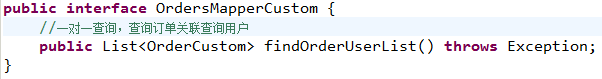 public interface OrdersMapperCustom {
//一对一查询，查询订单关联查询用户
public List<OrderCustom> findOrderUserList() throws Exception;
}